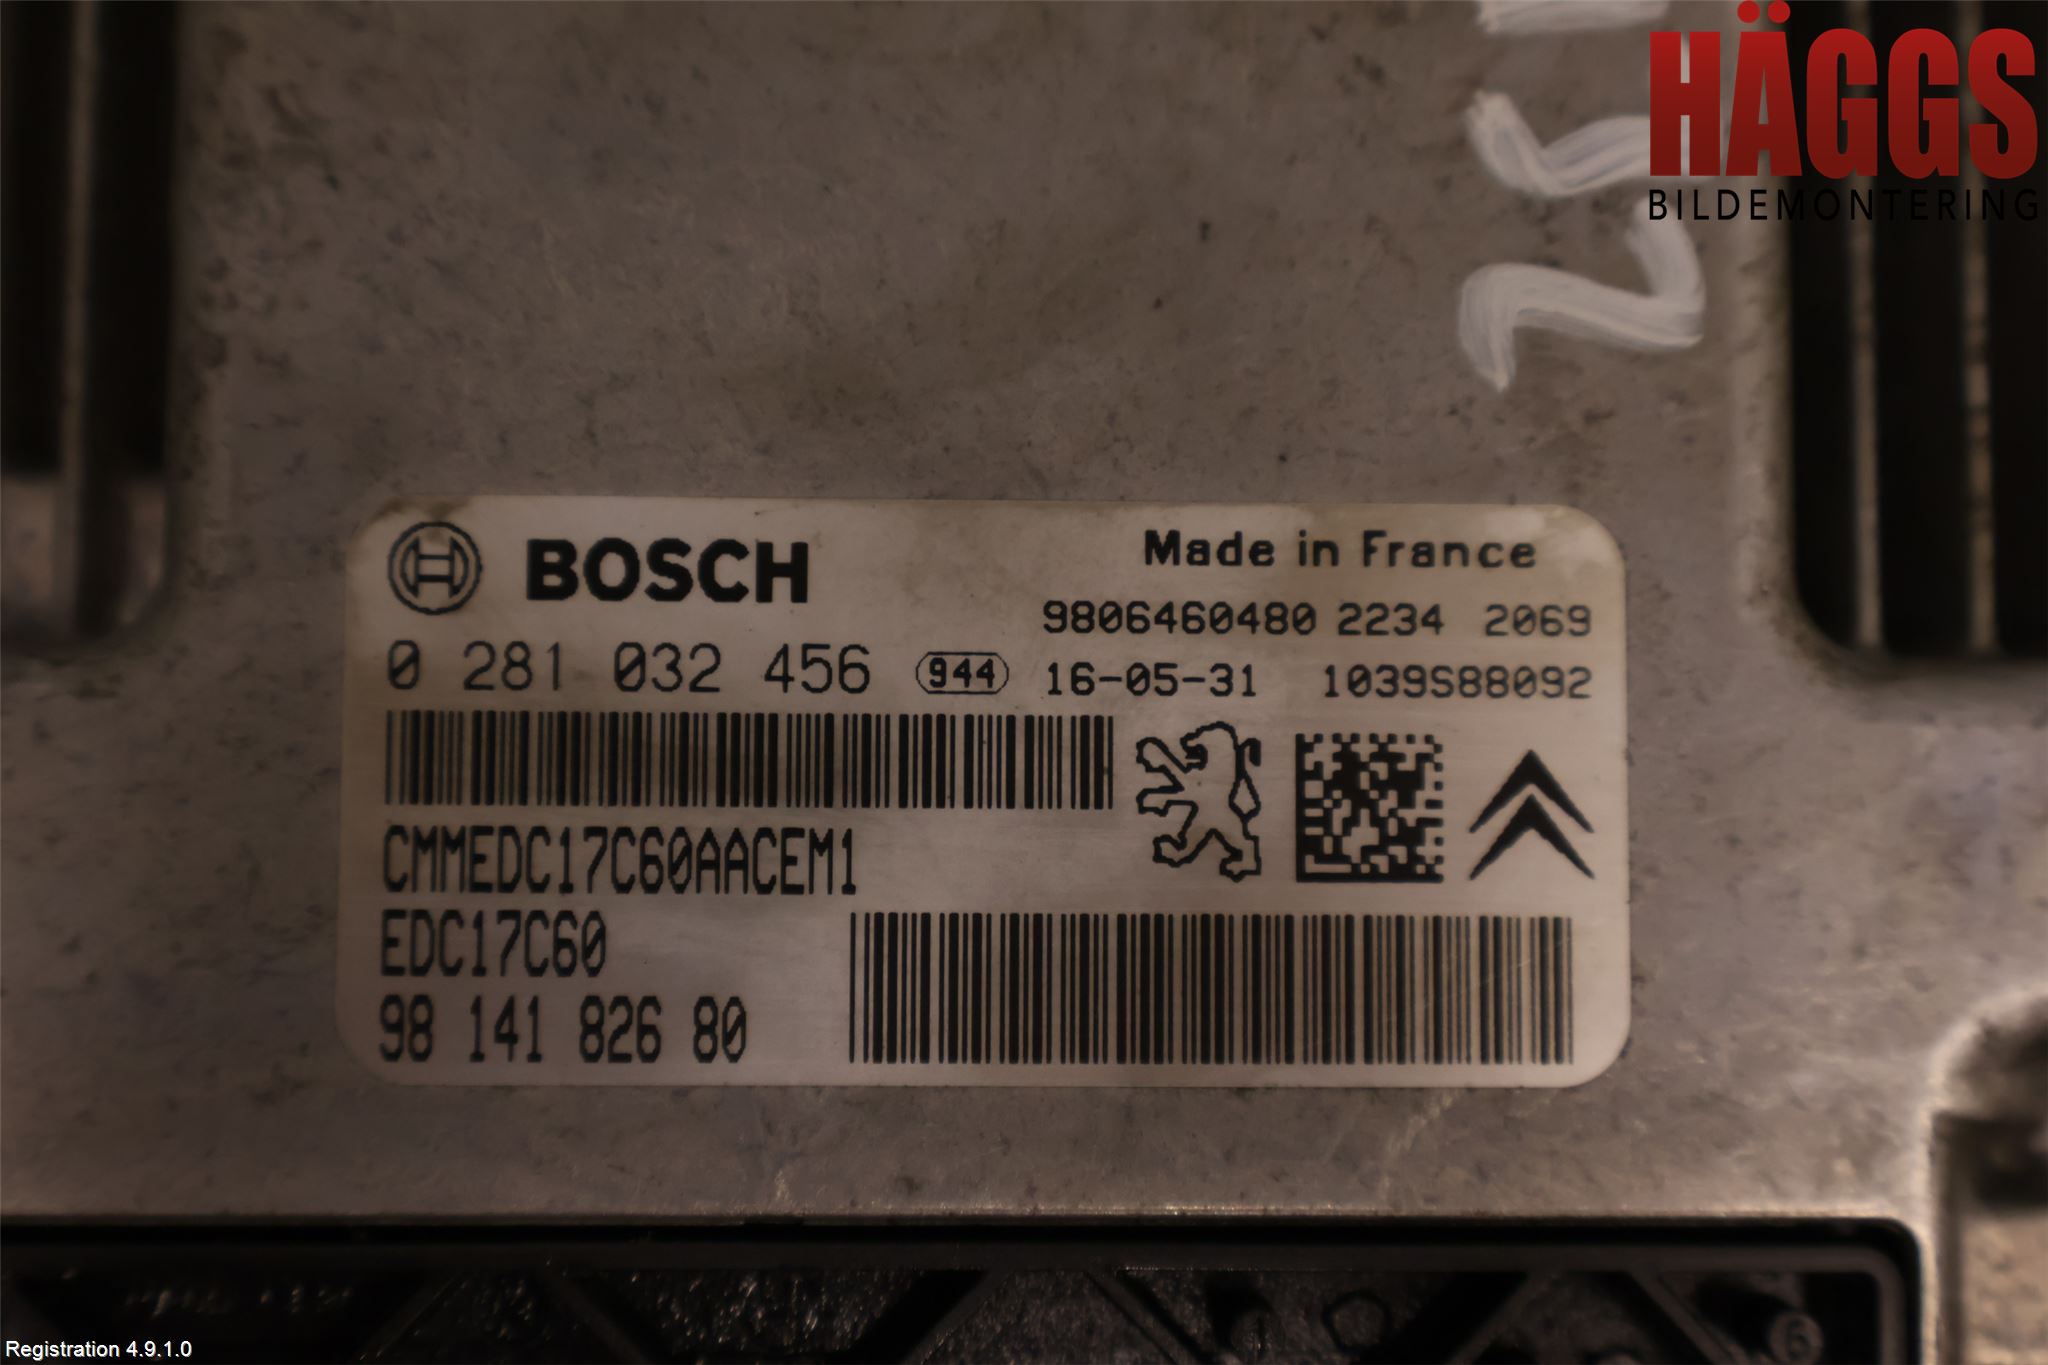 HÄGGS
BILDEMONTERING
BOSCH
Made in France
9806460480 2234 2069
0 281 032 456 944 16-05-31 1039S88092
CMMEDC17C60AACEM1
EDC17C60
98 141 826 80
6
Registration 4.9.1.0